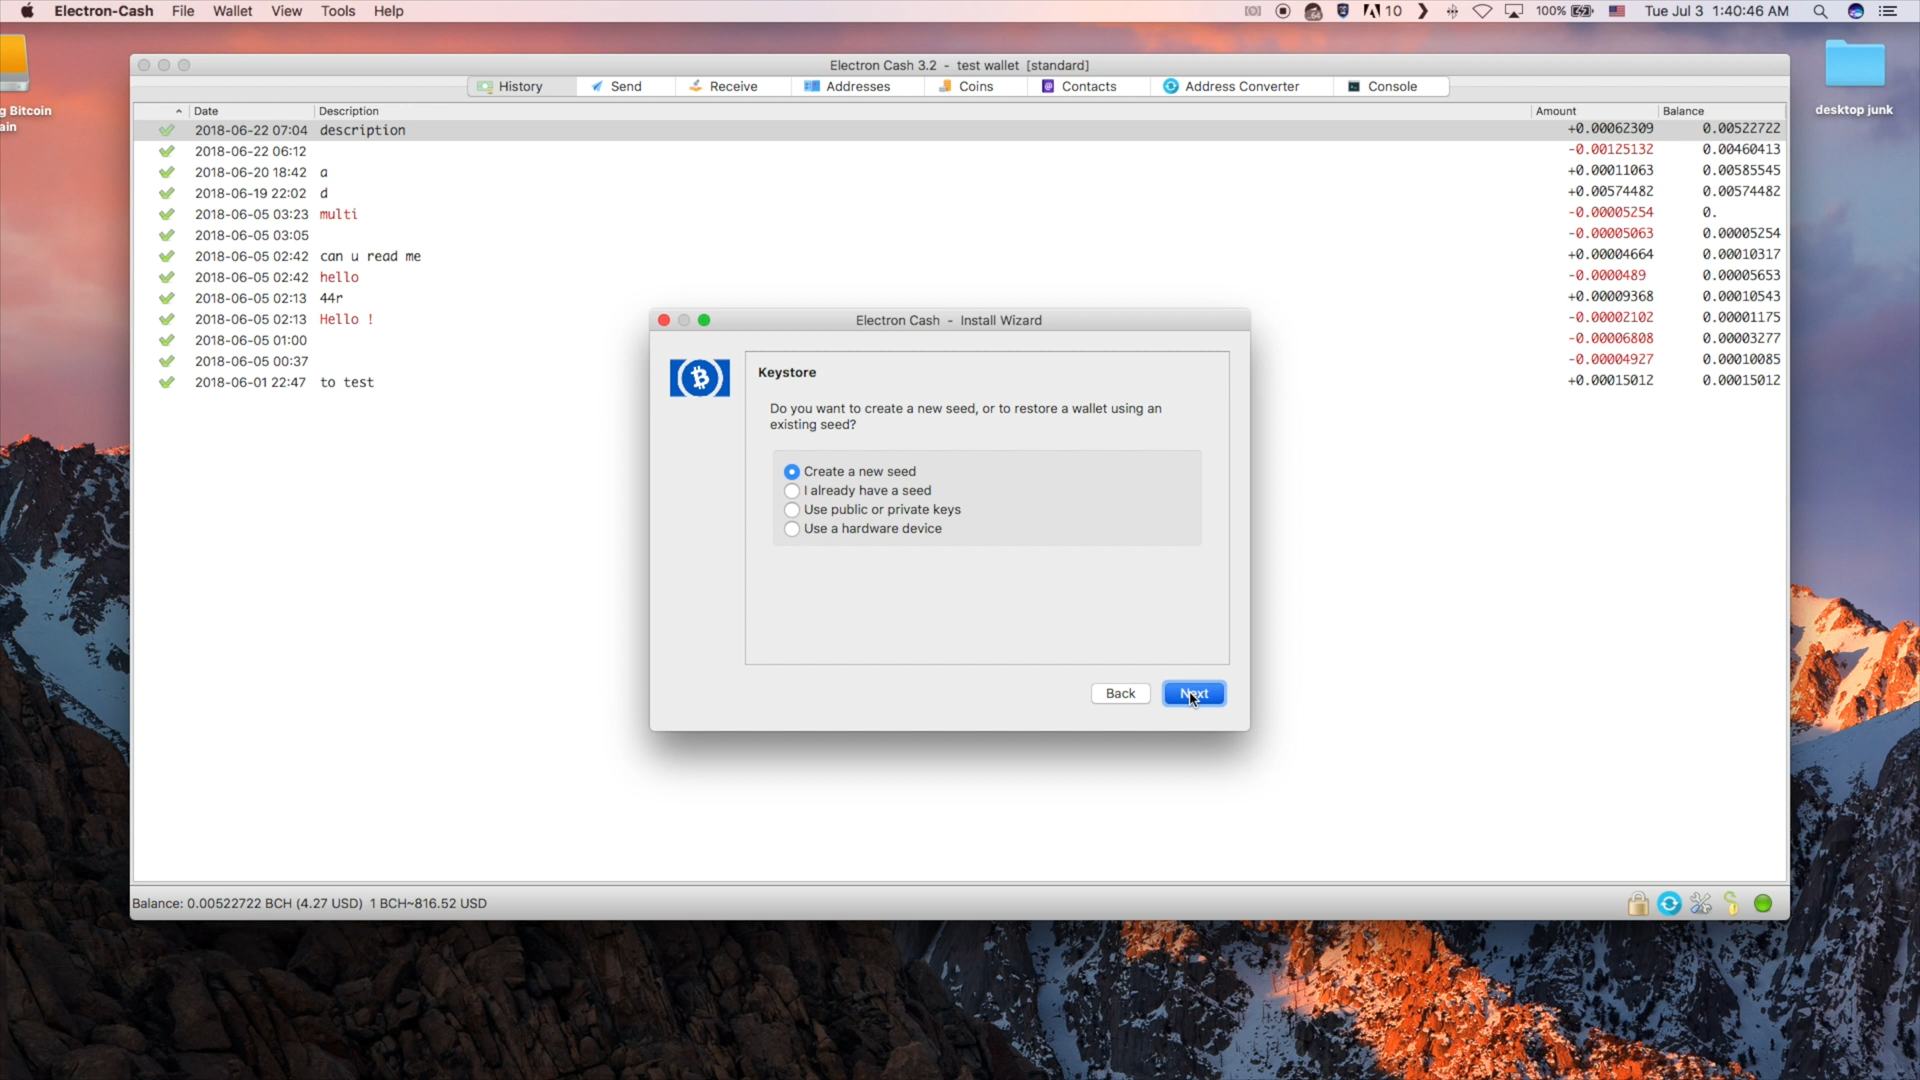 Electron-Cash File Wallet View Tools Help 10 100% Tue Jul 3 1:40:46 AM
g Bitcoin
ain
desktop junk
Electron Cash 3.2 - test wallet [standard]
History Send Receive Addresses Coins Contacts Address Converter Console
Date Description Amount Balance
2018-06-22 07:04 description +0.00062309 0.00522722
2018-06-22 06:12 -0.00125132 0.00460413
2018-06-20 18:42 a +0.00011063 0.00585545
2018-06-19 22:02 d +0.00574482 0.00574482
2018-06-05 03:23 multi -0.00005254 0.
2018-06-05 03:05 -0.00005063 0.00005254
2018-06-05 02:42 can u read me +0.00004664 0.00010317
2018-06-05 02:42 hello -0.0000489 0.00005653
2018-06-05 02:13 44r +0.00009368 0.00010543
2018-06-05 02:13 Hello ! -0.00002102 0.00001175
2018-06-05 01:00 -0.00006808 0.00003277
2018-06-05 00:37 -0.00004927 0.00010085
2018-06-01 22:47 to test +0.00015012 0.00015012
Electron Cash - Install Wizard
Keystore
Do you want to create a new seed, or to restore a wallet using an
existing seed?
Create a new seed
I already have a seed
Use public or private keys
Use a hardware device
Back Next
Balance: 0.00522722 BCH (4.27 USD) 1 BCH~816.52 USD